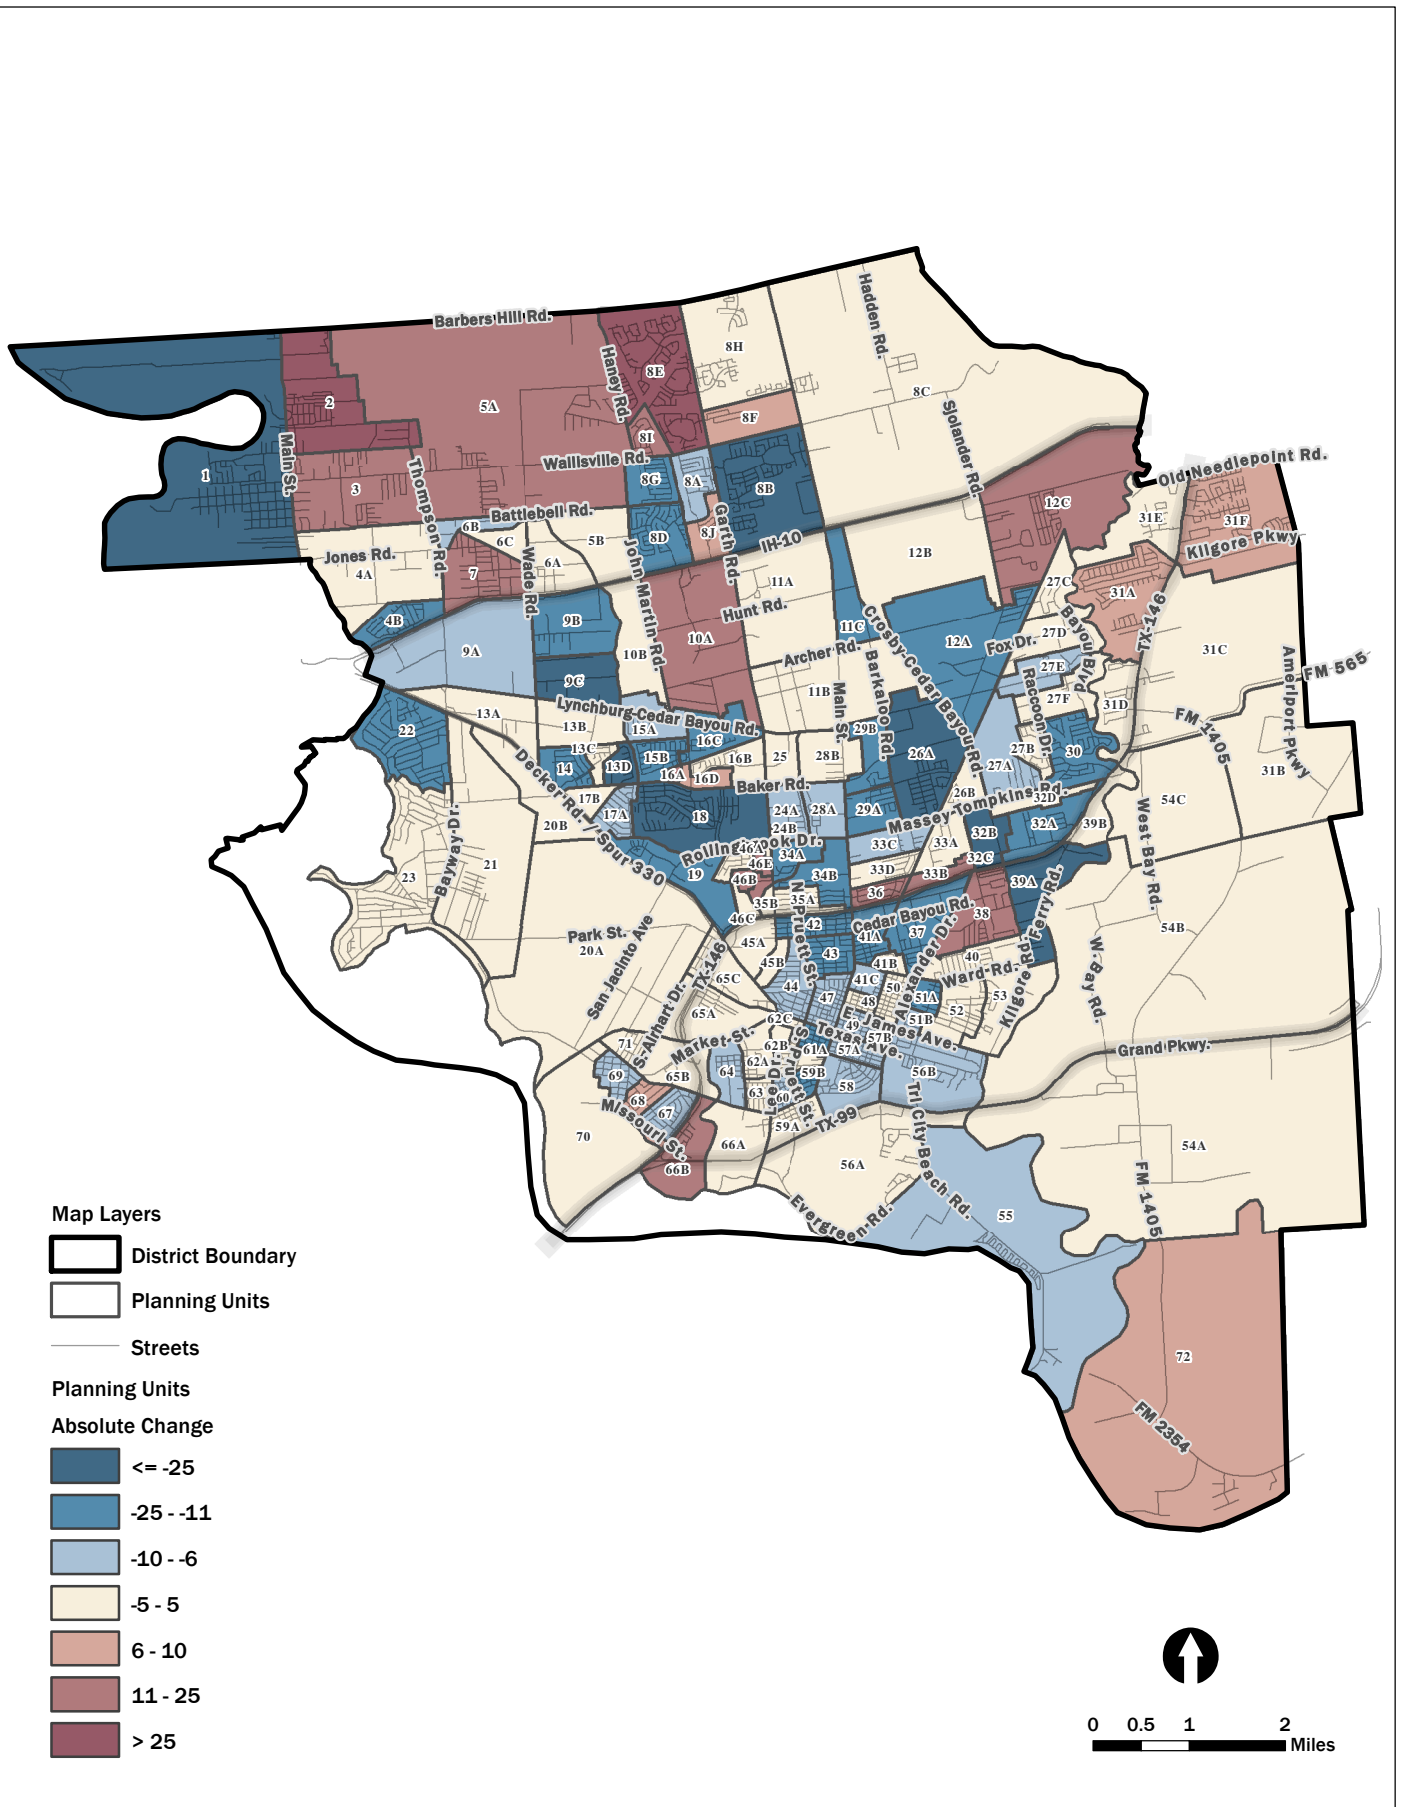 Barbers Hill Rd.
Hadden Rd.
8H
Haney Rd.
8E
8C
2
5A
8F
Sjolander Rd.
8I
Main St.
Wallisville Rd.
Old Needlepoint Rd.
1
Thompson Rd.
3
8G
8A
8B
12C
Battlebell Rd.
31E
31F
6B
Garth Rd.
6C
5B
8D
8J
IH-10
Kilgore Pkwy
Jones Rd.
Wade Rd.
John Martin Rd.
12B
4A
7
6A
11A
27C
31A
Hunt Rd.
TX-146
4B
9B
11C
Crosby-Cedar Bayou Rd.
Bayou Blvd
10A
12A
Fox Dr.
27D
9A
10B
Archer Rd.
Barkaloo Rd.
31C
Ameriport Pkwy
27E
FM 565
9C
Raccoon Dr.
11B
Main St.
27F
31D
Lynchburg-Cedar Bayou Rd.
13A
FM 1405
13B
15A
29B
22
16C
13C
27B
30
26A
15B
16B
25
28B
Decker Rd. / Spur 330
14
13D
27A
31B
16A
16D
Baker Rd.
26B
Massey-Tompkins Rd.
32D
54C
17B
West Bay Rd.
17A
24A
28A
29A
Bayway Dr.
20B
18
32A
39B
24B
32B
33C
33A
Rollingbrook Dr.
46A
34A
32C
21
46E
33D
33B
23
19
34B
46B
39A
36
N. Pruett St.
35A
35B
Ferry Rd.
46C
Cedar Bayou Rd.
38
42
Park St.
San Jacinto Ave
37
54B
41A
45A
20A
TX-146
43
Alexander Dr.
40
W. Bay Rd.
45B
41B
Ward Rd.
Kilgore Rd.
65C
41C
44
50
47
51A
53
48
52
65A
62C
E. James Ave.
51B
49
Texas Ave.
57B
S. Airhart Dr.
Market St.
71
62B
61A
57A
Grand Pkwy.
62A
69
64
59B
56B
65B
58
63
Lee Dr.
60
68
Missouri St.
67
TX-99
59A
Tri City Beach Rd.
70
66A
54A
66B
56A
FM 1405
Evergreen Rd.
55
72
FM 2354
Map Layers
District Boundary
Planning Units
Streets
Planning Units
Absolute Change
<= -25
-25 - -11
-10 - -6
-5 - 5
6 - 10
11 - 25
> 25
0 0.5 1 2
Miles